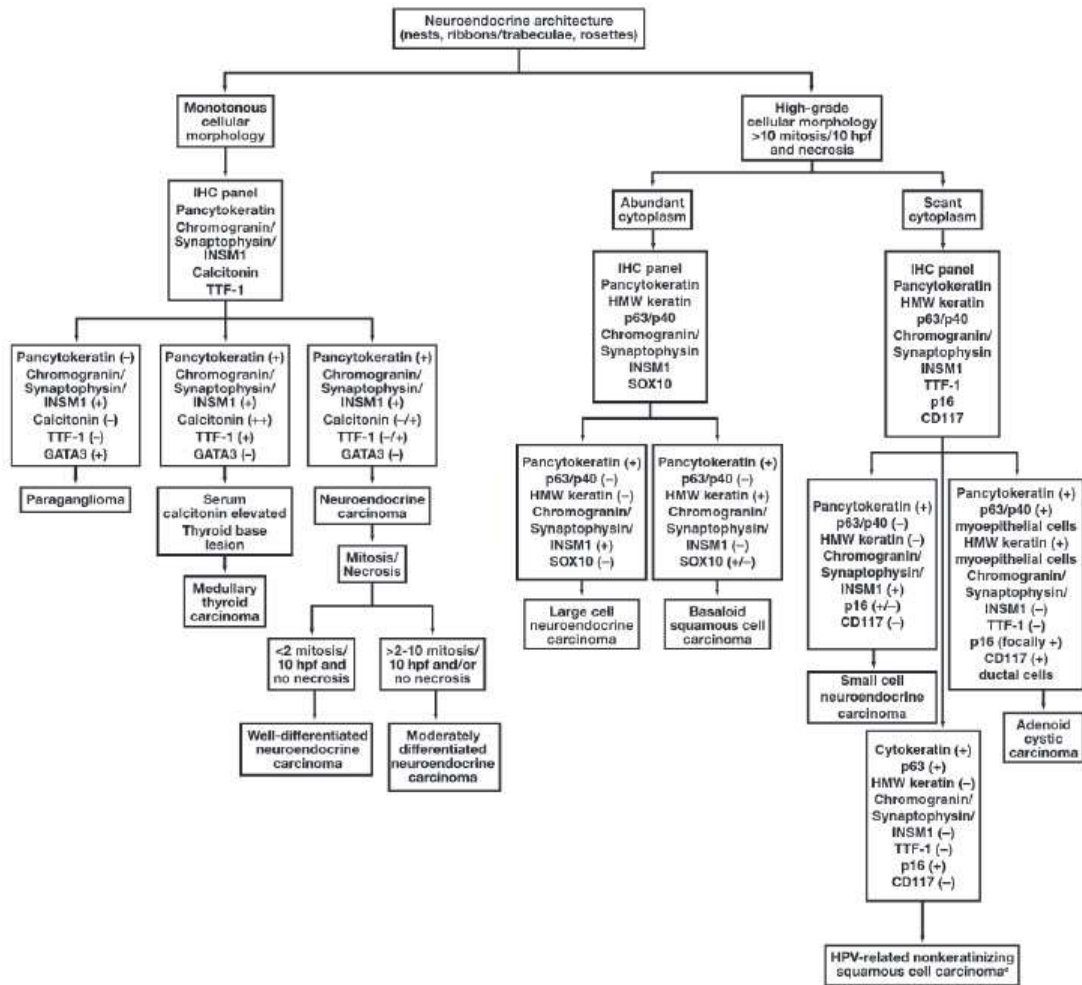 Neuroendocrine architecture
(nests, ribbons/trabeculae, rosettes)
Monotonous
cellular
morphology
IHC panel
Pancytokeratin
Chromogranin/
Synaptophysin/
INSM1
Calcitonin
TTF-1
Pancytokeratin (–)
Chromogranin/
Synaptophysin/
INSM1 (+)
Calcitonin (–)
TTF-1 (–)
GATA3 (+)
Paraganglioma
Pancytokeratin (+)
Chromogranin/
Synaptophysin/
INSM1 (+)
Calcitonin (++)
TTF-1 (+)
GATA3 (–)
Serum
calcitonin elevated
Thyroid base
lesion
Medullary
thyroid
carcinoma
Pancytokeratin (+)
Chromogranin/
Synaptophysin/
INSM1 (+)
Calcitonin (–/+)
TTF-1 (–/+)
GATA3 (–)
Neuroendocrine
carcinoma
Mitosis/
Necrosis
<2 mitosis/
10 hpf and
no necrosis
Well-differentiated
neuroendocrine
carcinoma
>2-10 mitosis/
10 hpf and/or
no necrosis
Moderately
differentiated
neuroendocrine
carcinoma
High-grade
cellular morphology
>10 mitosis/10 hpf
and necrosis
Abundant
cytoplasm
IHC panel
Pancytokeratin
HMW keratin
p63/p40
Chromogranin/
Synaptophysin
INSM1
SOX10
Pancytokeratin (+)
p63/p40 (–)
HMW keratin (–)
Chromogranin/
Synaptophysin/
INSM1 (+)
SOX10 (–)
Large cell
neuroendocrine
carcinoma
Pancytokeratin (+)
p63/p40 (–)
HMW keratin (+)
Chromogranin/
Synaptophysin/
INSM1 (–)
SOX10 (+/–)
Basaloid
squamous cell
carcinoma
Scant
cytoplasm
IHC panel
Pancytokeratin
HMW keratin
p63/p40
Chromogranin/
Synaptophysin
INSM1
TTF-1
p16
CD117
Pancytokeratin (+)
p63/p40 (–)
HMW keratin (–)
Chromogranin/
Synaptophysin/
INSM1 (+)
p16 (+/–)
CD117 (–)
Small cell
neuroendocrine
carcinoma
Cytokeratin (+)
p63 (+)
HMW keratin (–)
Chromogranin/
Synaptophysin/
INSM1 (–)
TTF-1 (–)
p16 (+)
CD117 (–)
HPV-related nonkeratinizing
squamous cell carcinomaᵃ
Pancytokeratin (+)
p63/p40 (+)
myoepithelial cells
HMW keratin (+)
myoepithelial cells
Chromogranin/
Synaptophysin/
INSM1 (–)
TTF-1 (–)
p16 (focally +)
CD117 (+)
ductal cells
Adenoid
cystic
carcinoma